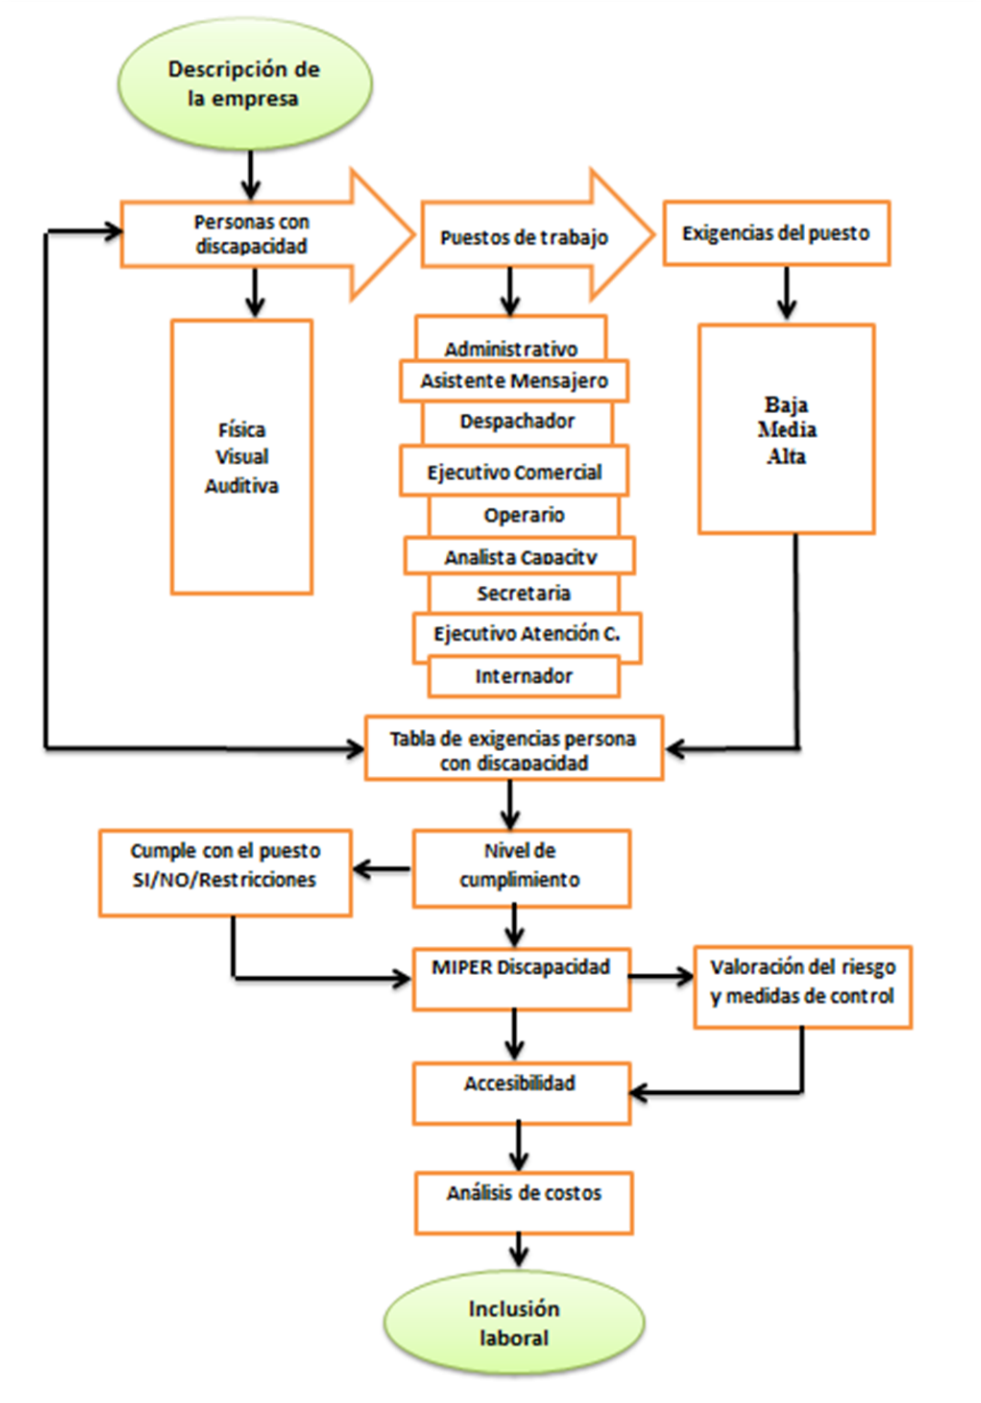 Descripción de
la empresa
Personas con
discapacidad
Puestos de trabajo
Exigencias del puesto
Física
Visual
Auditiva
Administrativo
Asistente Mensajero
Despachador
Ejecutivo Comercial
Operario
Analista Capacity
Secretaria
Ejecutivo Atención C.
Internador
Baja
Media
Alta
Tabla de exigencias persona
con discapacidad
Nivel de
cumplimiento
Cumple con el puesto
SI/NO/Restricciones
MIPER Discapacidad
Valoración del riesgo
y medidas de control
Accesibilidad
Análisis de costos
Inclusión
laboral